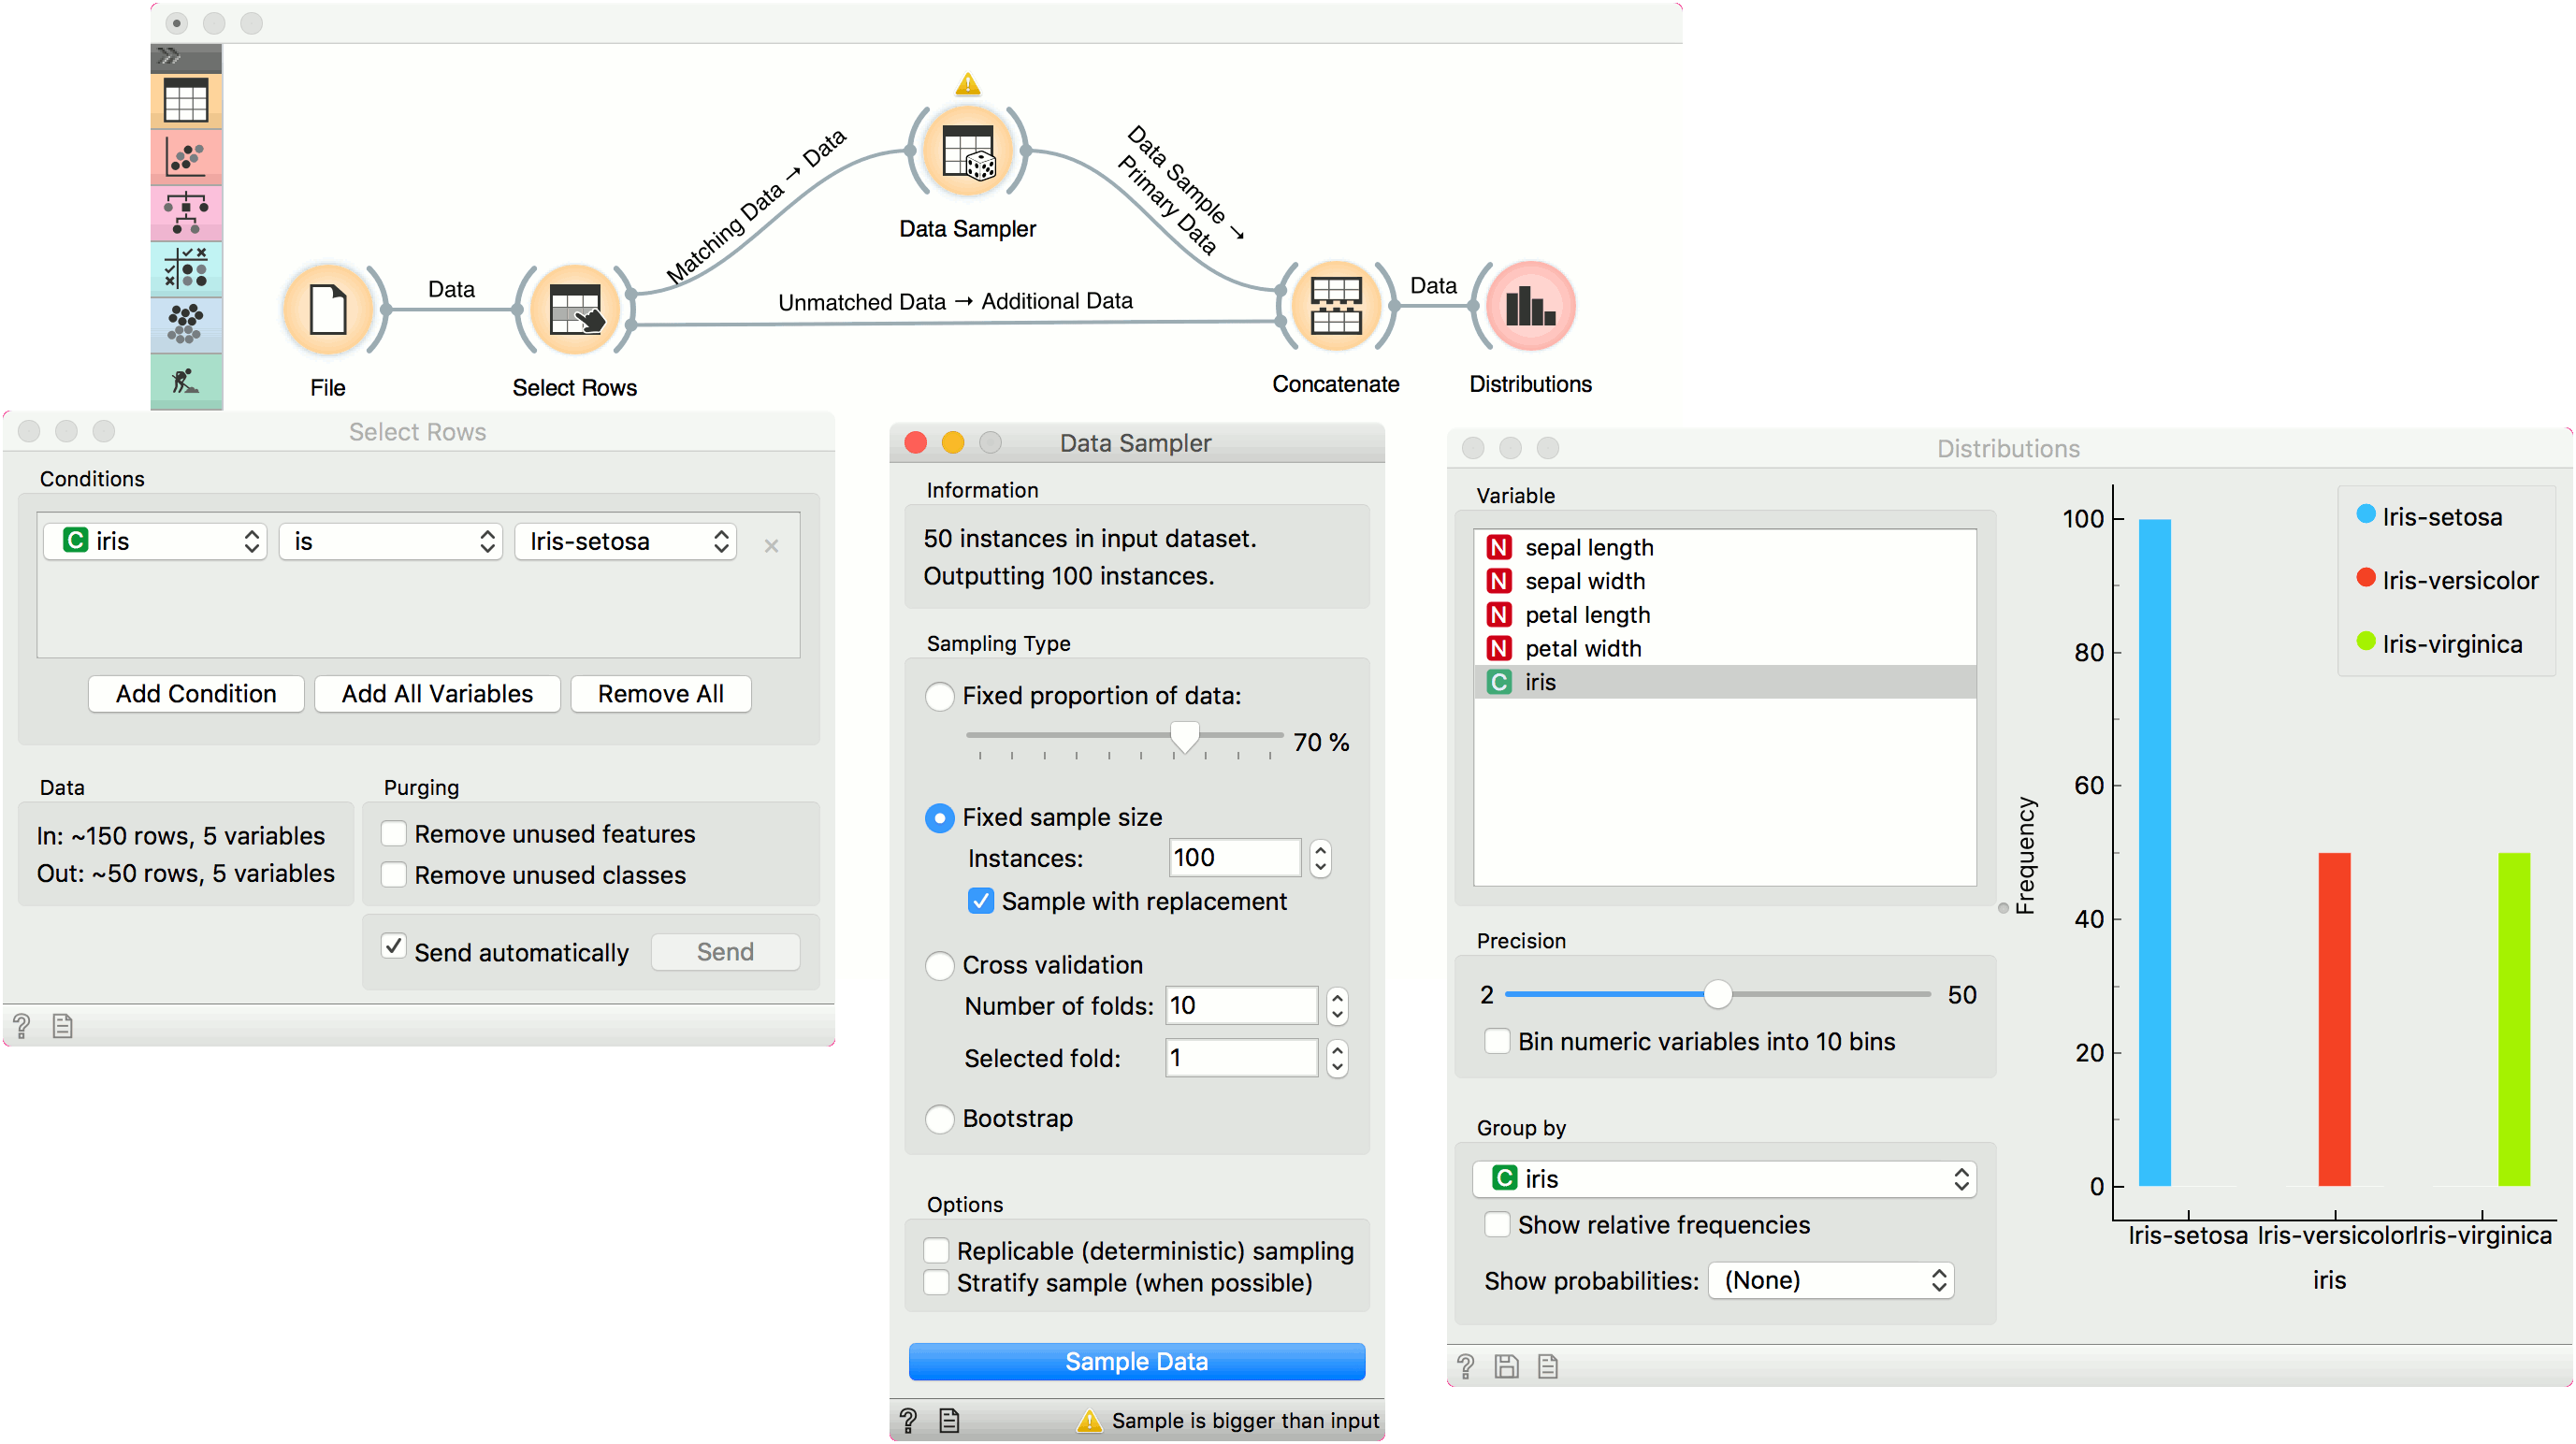 Matching Data → Data
Data Sample →
Primary Data
Data Sampler
Data
Unmatched Data → Additional Data
Data
File
Select Rows
Concatenate
Distributions
Select Rows
Conditions
C iris
is
Iris-setosa
Add Condition
Add All Variables
Remove All
Data
In: ~150 rows, 5 variables
Out: ~50 rows, 5 variables
Purging
Remove unused features
Remove unused classes
Send automatically
Send
?
Data Sampler
Information
50 instances in input dataset.
Outputting 100 instances.
Sampling Type
Fixed proportion of data:
70 %
Fixed sample size
Instances: 100
Sample with replacement
Cross validation
Number of folds: 10
Selected fold: 1
Bootstrap
Options
Replicable (deterministic) sampling
Stratify sample (when possible)
Sample Data
? Sample is bigger than input
Distributions
Variable
N sepal length
N sepal width
N petal length
N petal width
C iris
Precision
2 50
Bin numeric variables into 10 bins
Group by
C iris
Show relative frequencies
Show probabilities: (None)
?
Frequency
100
80
60
40
20
0
Iris-setosa
Iris-versicolor
Iris-virginica
Iris-setosa Iris-versicolor Iris-virginica
iris